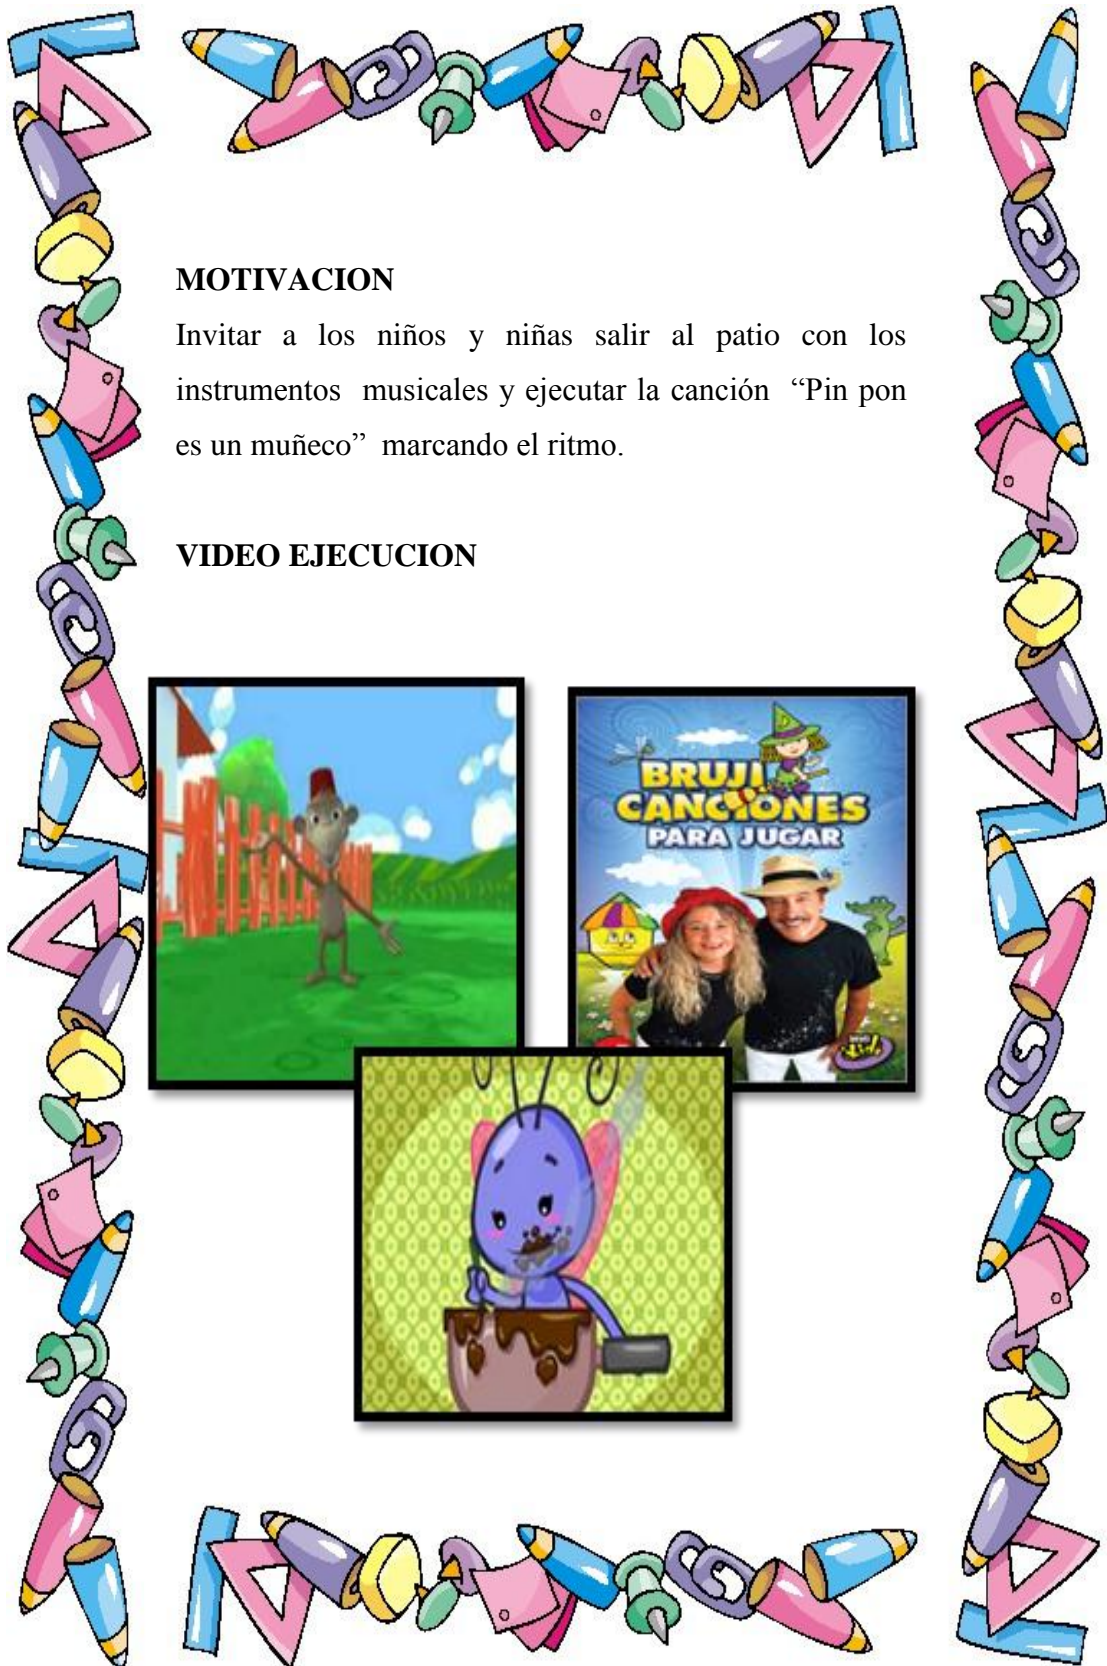 MOTIVACION
Invitar a los niños y niñas salir al patio con los
instrumentos musicales y ejecutar la canción “Pin pon
es un muñeco” marcando el ritmo.
VIDEO EJECUCION
BRUJI
CANCIONES
PARA JUGAR